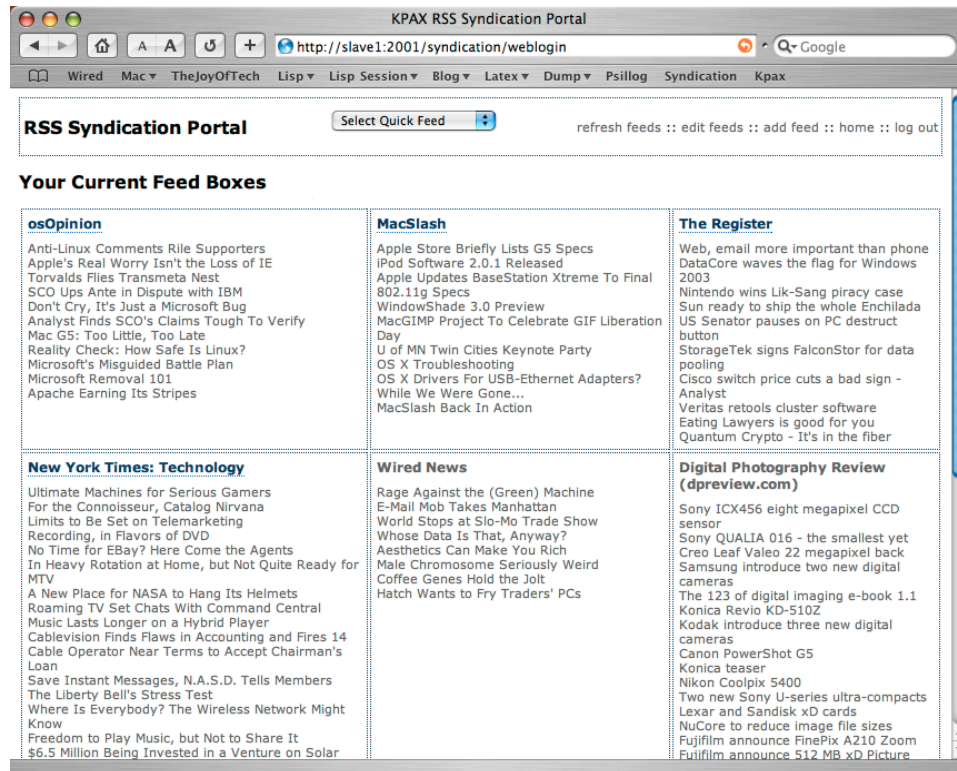 KPAX RSS Syndication Portal
A A + http://slave1:2001/syndication/weblogin Q Google
Wired Mac TheJoyOfTech Lisp Lisp Session Blog Latex Dump Psillog Syndication Kpax
RSS Syndication Portal
Select Quick Feed
refresh feeds :: edit feeds :: add feed :: home :: log out
Your Current Feed Boxes
osOpinion
Anti-Linux Comments Rile Supporters
Apple's Real Worry Isn't the Loss of IE
Torvalds Flies Transmeta Nest
SCO Ups Ante in Dispute with IBM
Don't Cry, It's Just a Microsoft Bug
Analyst Finds SCO's Claims Tough To Verify
Mac G5: Too Little, Too Late
Reality Check: How Safe Is Linux?
Microsoft's Misguided Battle Plan
Microsoft Removal 101
Apache Earning Its Stripes
MacSlash
Apple Store Briefly Lists G5 Specs
iPod Software 2.0.1 Released
Apple Updates BaseStation Xtreme To Final
802.11g Specs
WindowShade 3.0 Preview
MacGIMP Project To Celebrate GIF Liberation
Day
U of MN Twin Cities Keynote Party
OS X Troubleshooting
OS X Drivers For USB-Ethernet Adapters?
While We Were Gone...
MacSlash Back In Action
The Register
Web, email more important than phone
DataCore waves the flag for Windows
2003
Nintendo wins Lik-Sang piracy case
Sun ready to ship the whole Enchilada
US Senator pauses on PC destruct
button
StorageTek signs FalconStor for data
pooling
Cisco switch price cuts a bad sign -
Analyst
Veritas retools cluster software
Eating Lawyers is good for you
Quantum Crypto - It's in the fiber
New York Times: Technology
Ultimate Machines for Serious Gamers
For the Connoisseur, Catalog Nirvana
Limits to Be Set on Telemarketing
Recording, in Flavors of DVD
No Time for EBay? Here Come the Agents
In Heavy Rotation at Home, but Not Quite Ready for
MTV
A New Place for NASA to Hang Its Helmets
Roaming TV Set Chats With Command Central
Music Lasts Longer on a Hybrid Player
Cablevision Finds Flaws in Accounting and Fires 14
Cable Operator Near Terms to Accept Chairman's
Loan
Save Instant Messages, N.A.S.D. Tells Members
The Liberty Bell's Stress Test
Where Is Everybody? The Wireless Network Might
Know
Freedom to Play Music, but Not to Share It
$6.5 Million Being Invested in a Venture on Solar
Wired News
Rage Against the (Green) Machine
E-Mail Mob Takes Manhattan
World Stops at Slo-Mo Trade Show
Whose Data Is That, Anyway?
Aesthetics Can Make You Rich
Male Chromosome Seriously Weird
Coffee Genes Hold the Jolt
Hatch Wants to Fry Traders' PCs
Digital Photography Review
(dpreview.com)
Sony ICX456 eight megapixel CCD
sensor
Sony QUALIA 016 - the smallest yet
Creo Leaf Valeo 22 megapixel back
Samsung introduce two new digital
cameras
The 123 of digital imaging e-book 1.1
Konica Revio KD-510Z
Kodak introduce three new digital
cameras
Canon PowerShot G5
Konica teaser
Nikon Coolpix 5400
Two new Sony U-series ultra-compacts
Lexar and Sandisk xD cards
NuCore to reduce image file sizes
Fujifilm announce FinePix A210 Zoom
Fujifilm announce 512 MB xD Picture